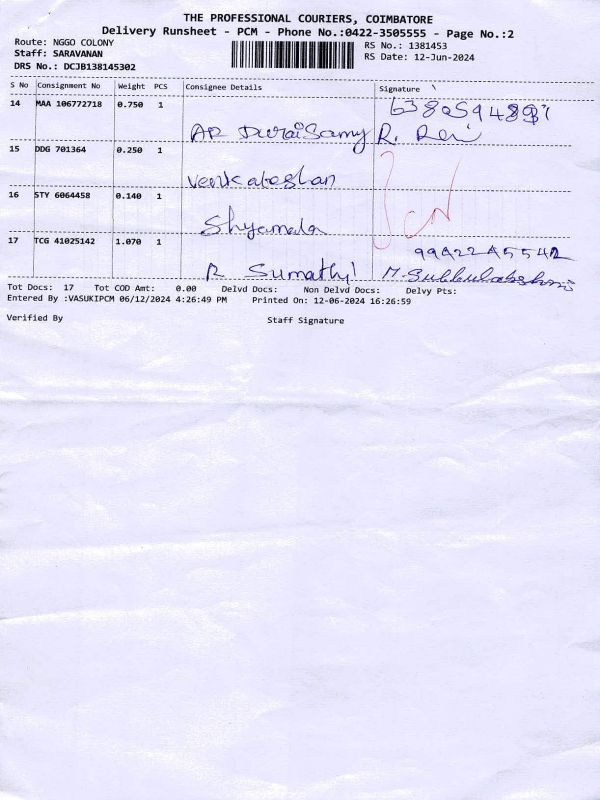 THE PROFESSIONAL COURIERS, COIMBATORE
Delivery Runsheet - PCM - Phone No.:0422-3505555 - Page No.:2
Route: NGGO COLONY
RS No.: 1381453
Staff: SARAVANAN
RS Date: 12-Jun-2024
DRS No.: DCJB138145302
S No Consignment No Weight PCS Consignee Details Signature
14 MAA 106772718 0.750 1
AR DuraiSamy R.
15 DDG 701364 0.250 1
Venkateshan
16 STY 6064458 0.140 1
Shyamala
17 TCG 41025142 1.070 1
R Sumathi M. Subbulakshmi
Tot Docs: 17 Tot COD Amt: 0.00 Delvd Docs: Non Delvd Docs: Delvy Pts:
Entered By :VASUKIPCM 06/12/2024 4:26:49 PM Printed On: 12-06-2024 16:26:59
Verified By Staff Signature